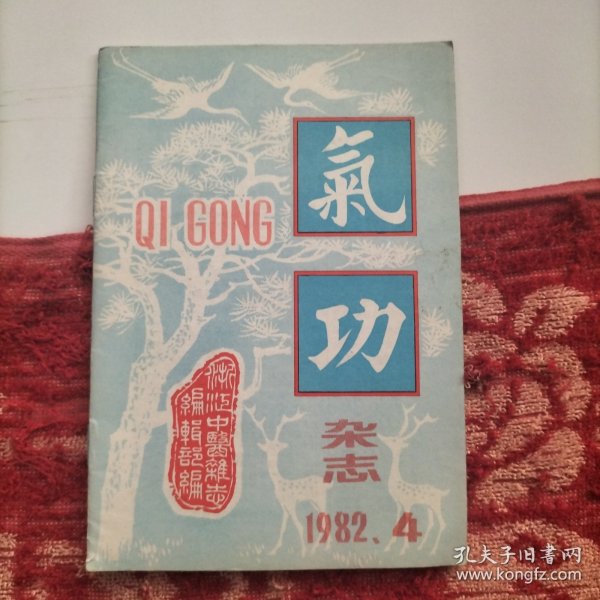 QI GONG
氣
功
杂志
1982、4
浙江中醫雜志
編輯部編
孔夫子旧书网
www.kongfz.com